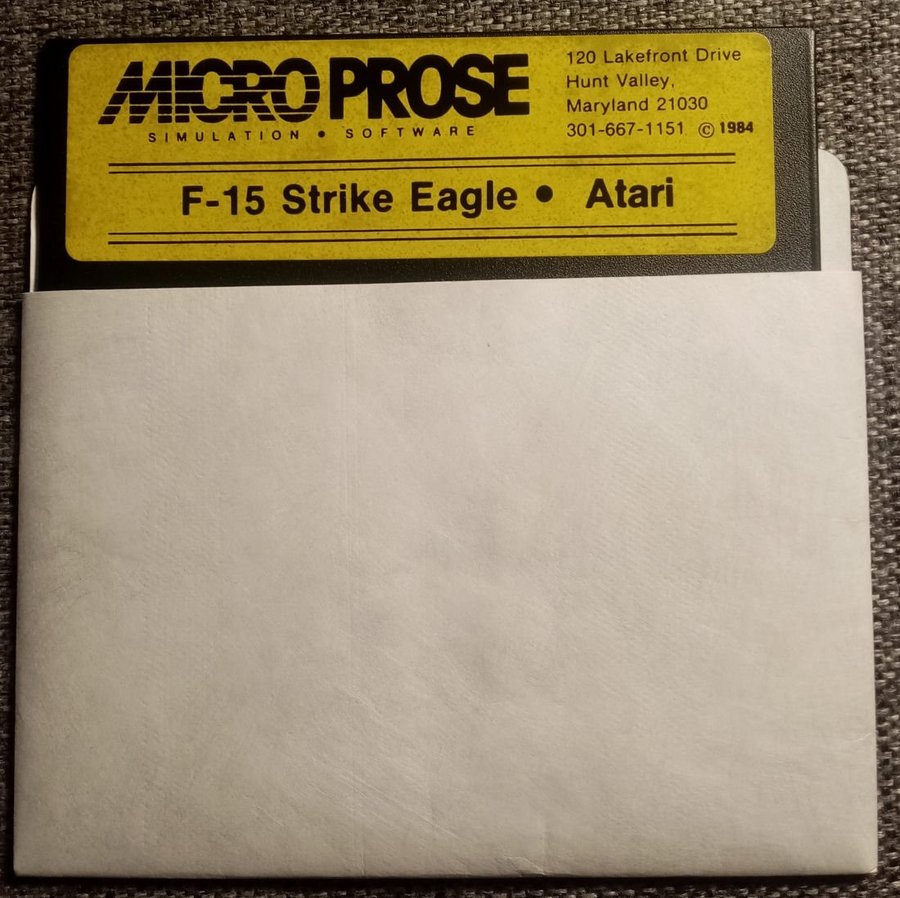 MICRO PROSE
SIMULATION • SOFTWARE
120 Lakefront Drive
Hunt Valley,
Maryland 21030
301-667-1151 © 1984
F-15 Strike Eagle • Atari